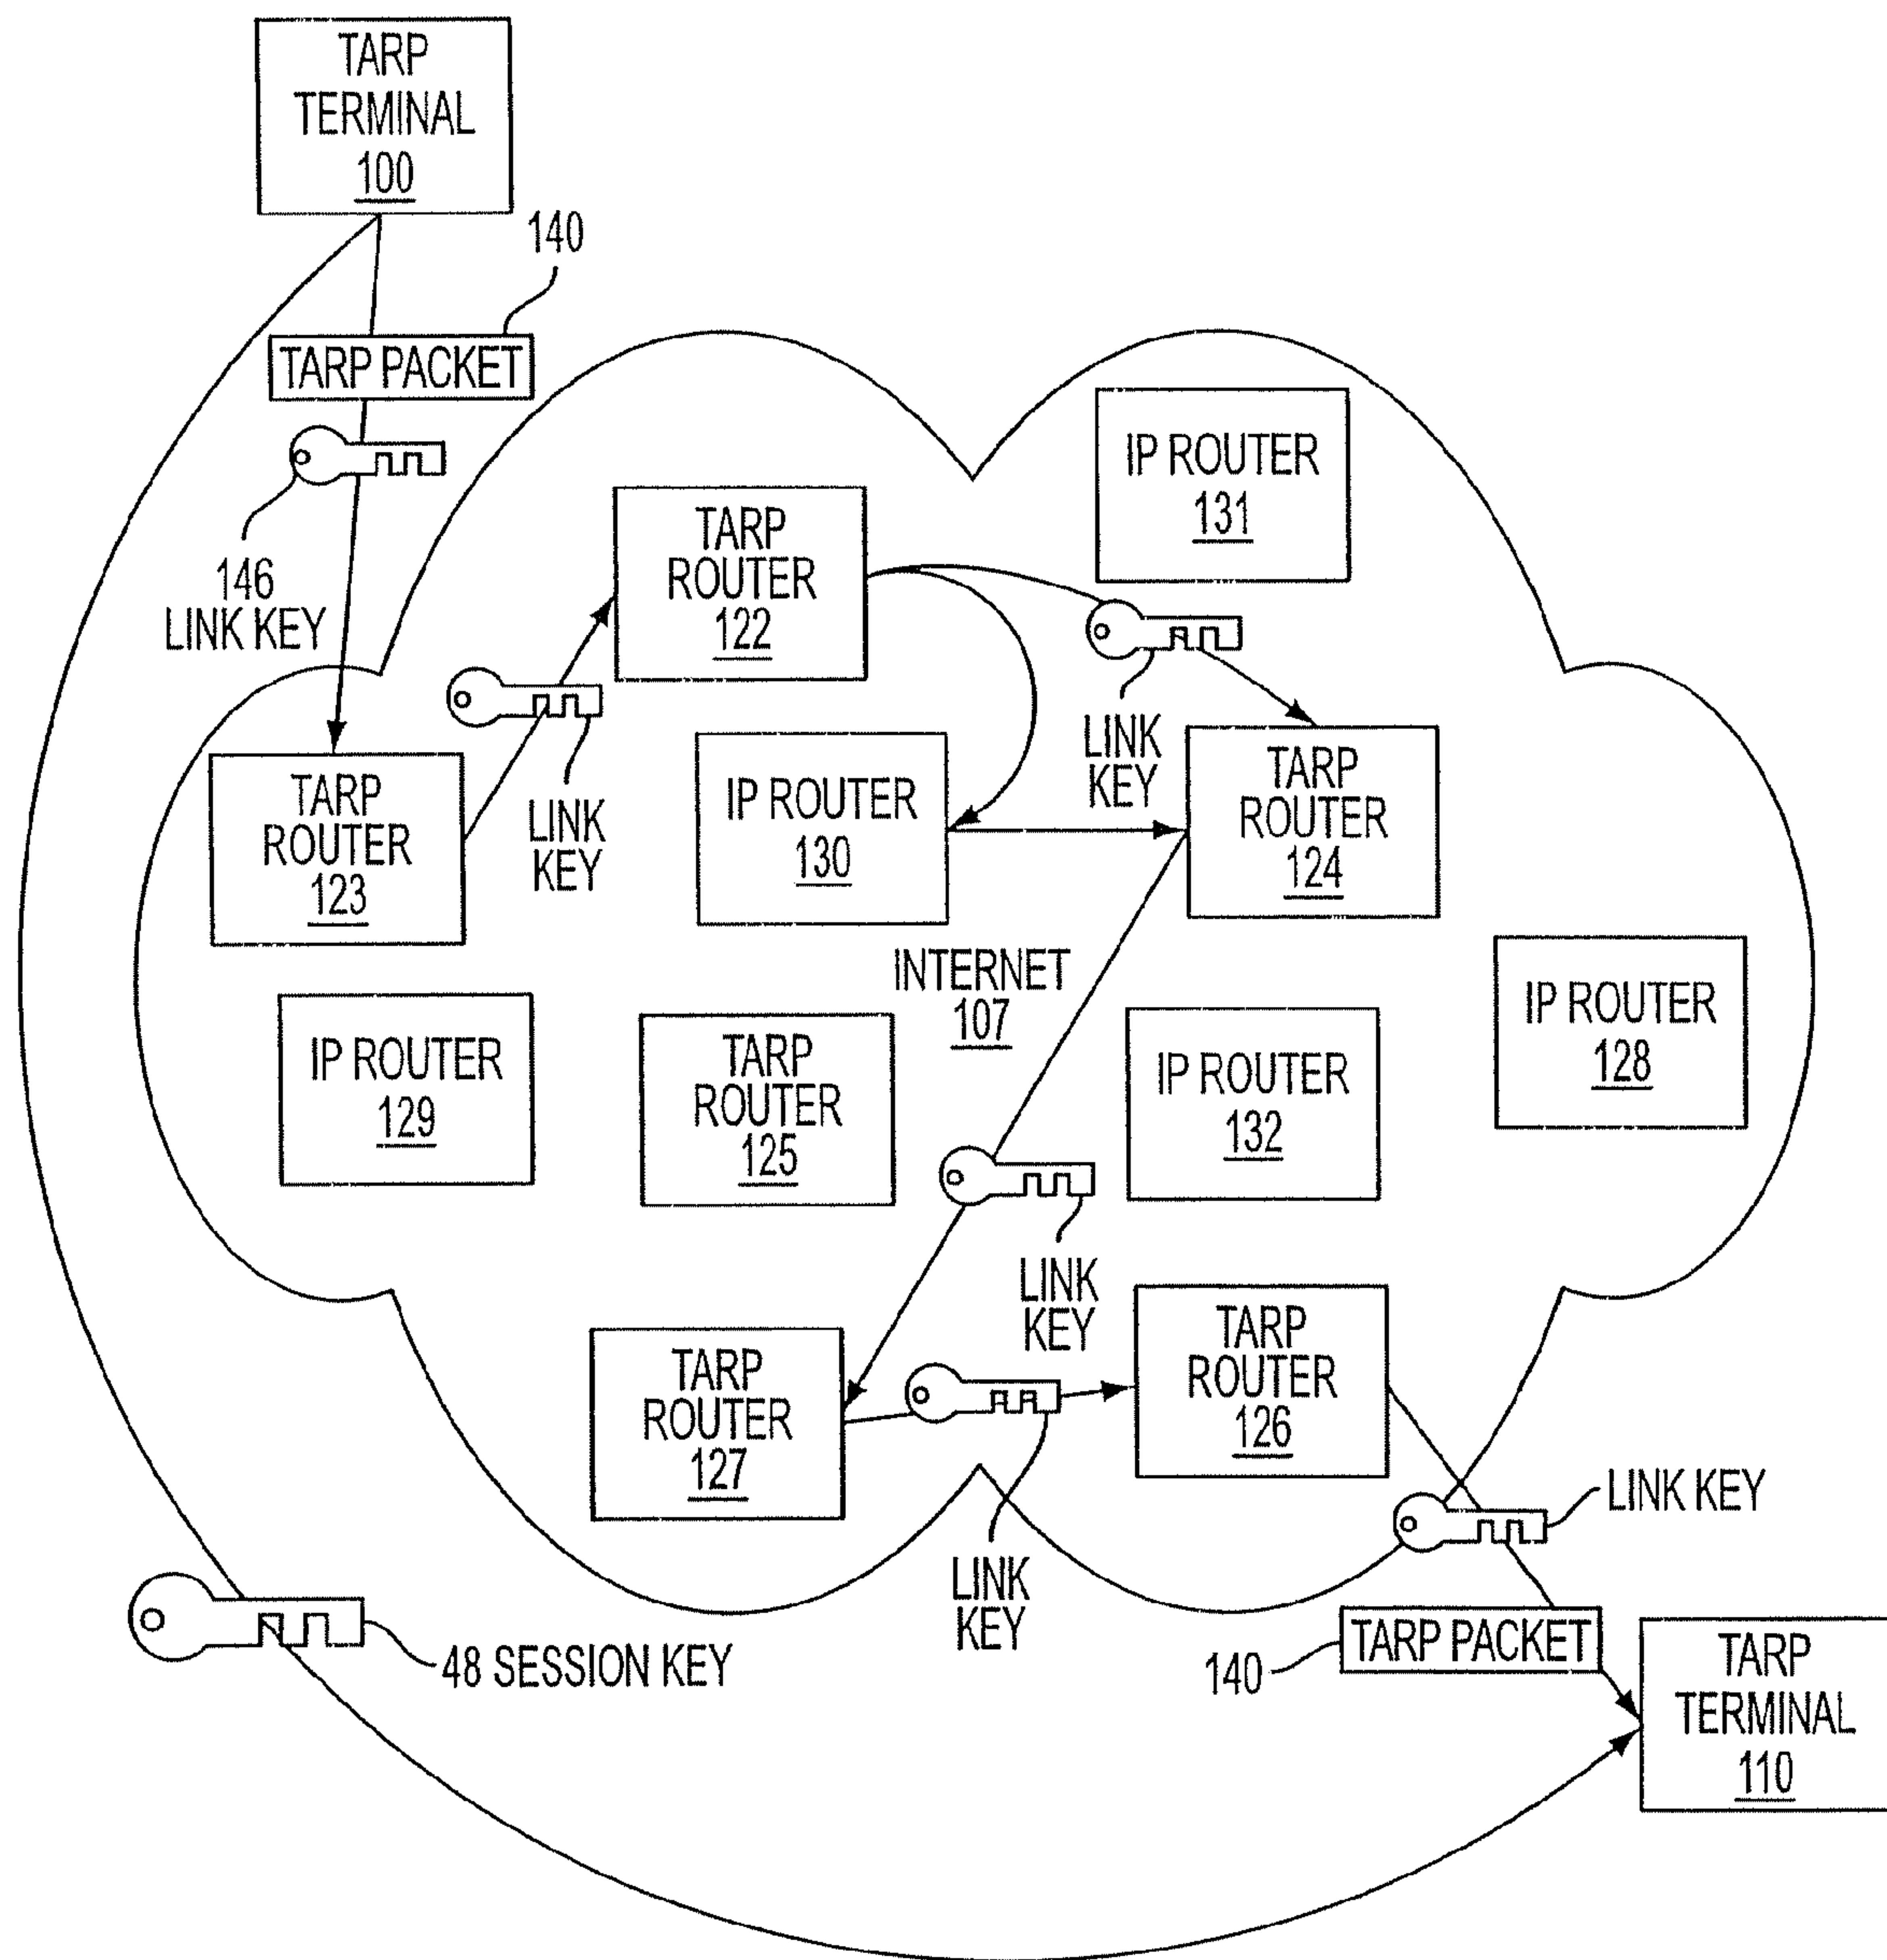 TARP
TERMINAL
100
140
TARP PACKET
146
LINK KEY
IP ROUTER
131
TARP
ROUTER
122
LINK
KEY
LINK
KEY
TARP
ROUTER
123
IP ROUTER
130
TARP
ROUTER
124
INTERNET
107
IP ROUTER
128
IP ROUTER
129
TARP
ROUTER
125
IP ROUTER
132
LINK
KEY
TARP
ROUTER
127
TARP
ROUTER
126
LINK KEY
LINK
KEY
48 SESSION KEY
TARP PACKET
140
TARP
TERMINAL
110